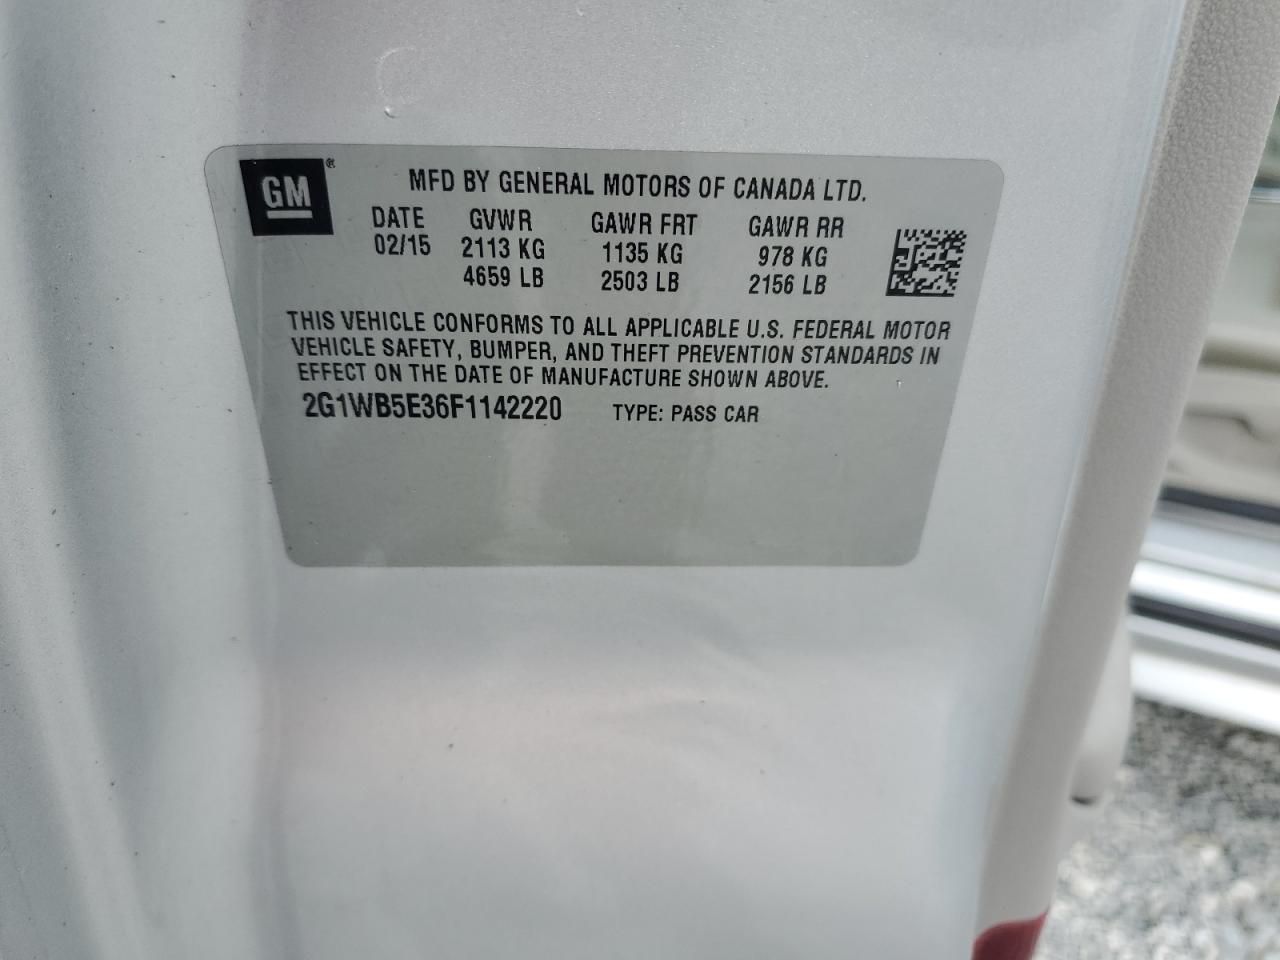 GM®
MFD BY GENERAL MOTORS OF CANADA LTD.
DATE GVWR GAWR FRT GAWR RR
02/15 2113 KG 1135 KG 978 KG
4659 LB 2503 LB 2156 LB
THIS VEHICLE CONFORMS TO ALL APPLICABLE U.S. FEDERAL MOTOR
VEHICLE SAFETY, BUMPER, AND THEFT PREVENTION STANDARDS IN
EFFECT ON THE DATE OF MANUFACTURE SHOWN ABOVE.
2G1WB5E36F1142220 TYPE: PASS CAR